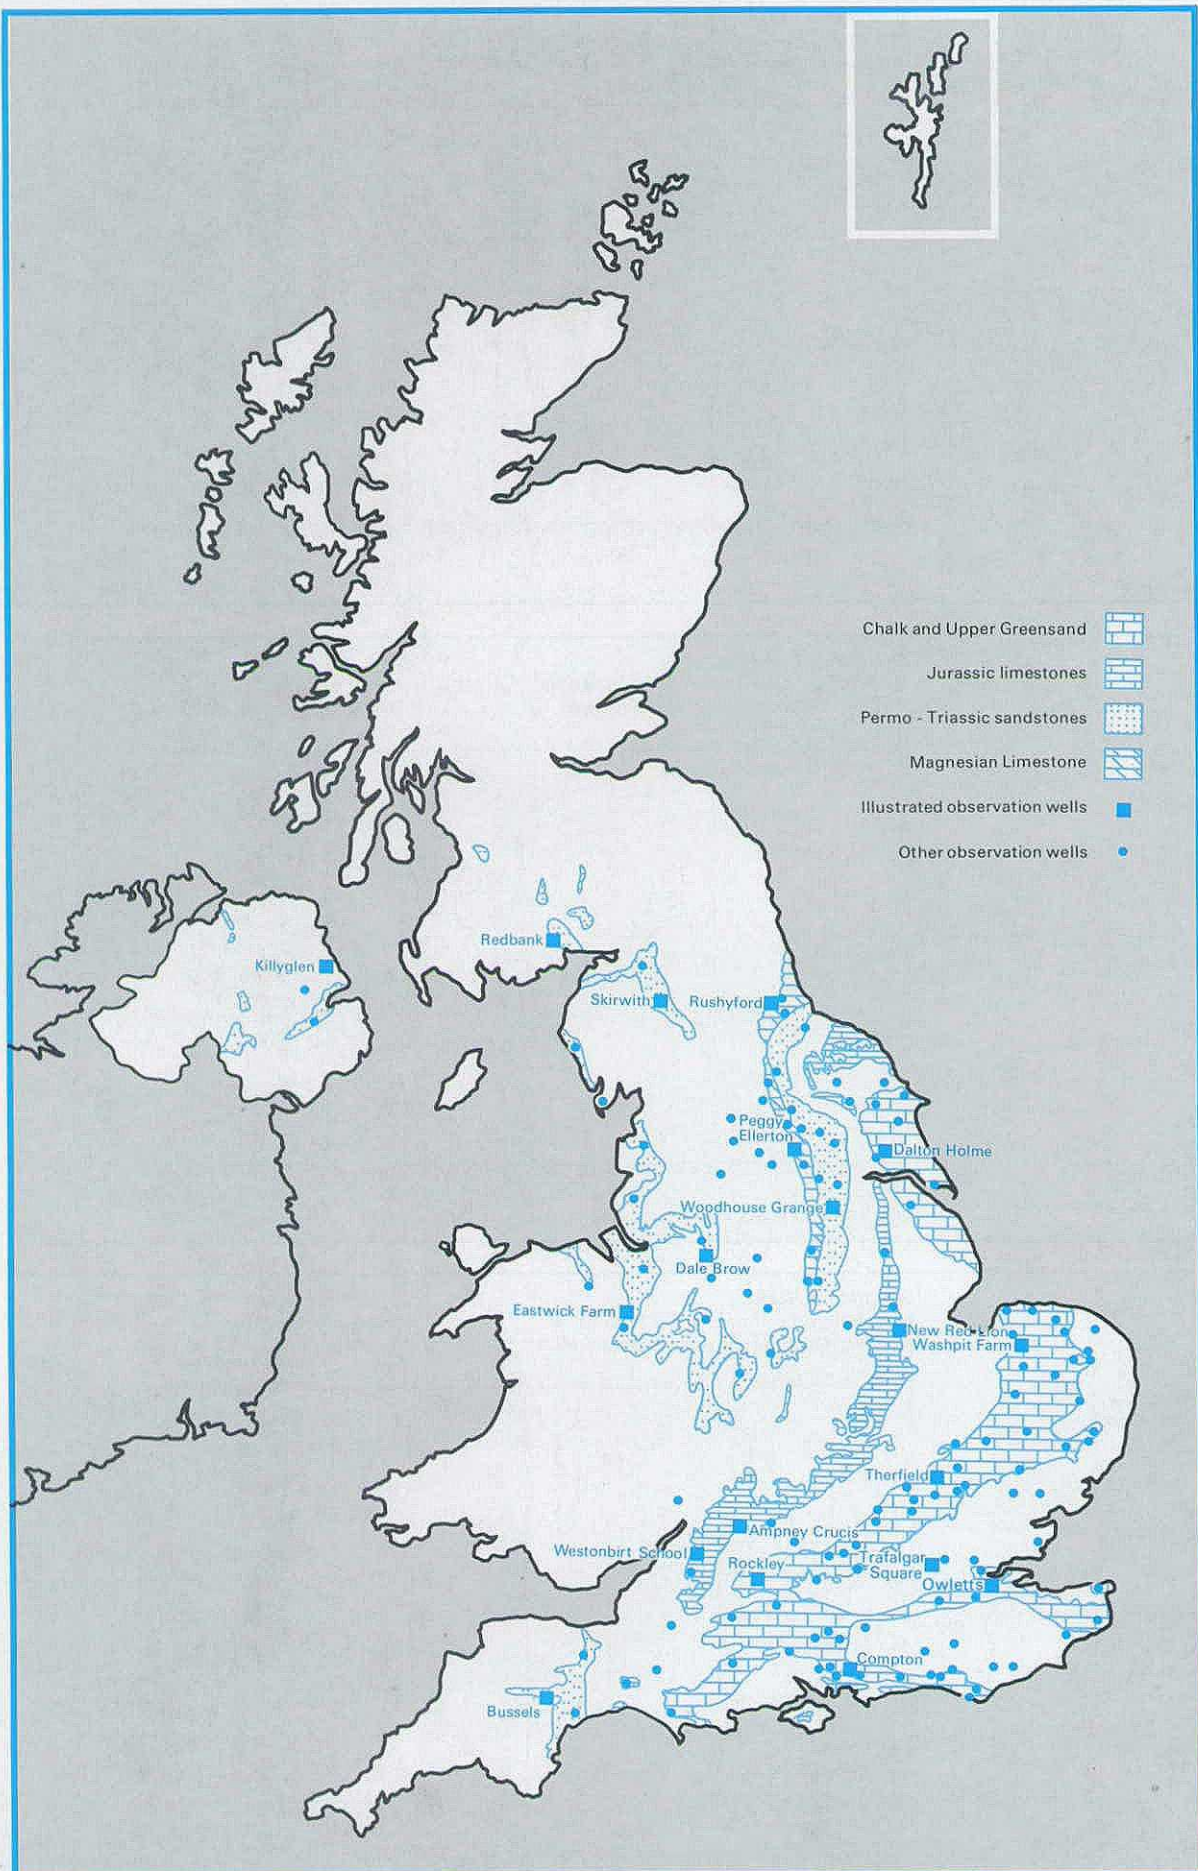 Chalk and Upper Greensand
Jurassic limestones
Permo - Triassic sandstones
Magnesian Limestone
Illustrated observation wells
Other observation wells
Redbank
Killyglen
Skirwith
Rushyford
Peggy
Ellerton
Dalton Holme
Woodhouse Grange
Dale Brow
Eastwick Farm
New Red Lion
Washpit Farm
Therfield
Ampney Crucis
Westonbirt School
Rockley
Trafalgar
Square
Owletts
Compton
Bussels